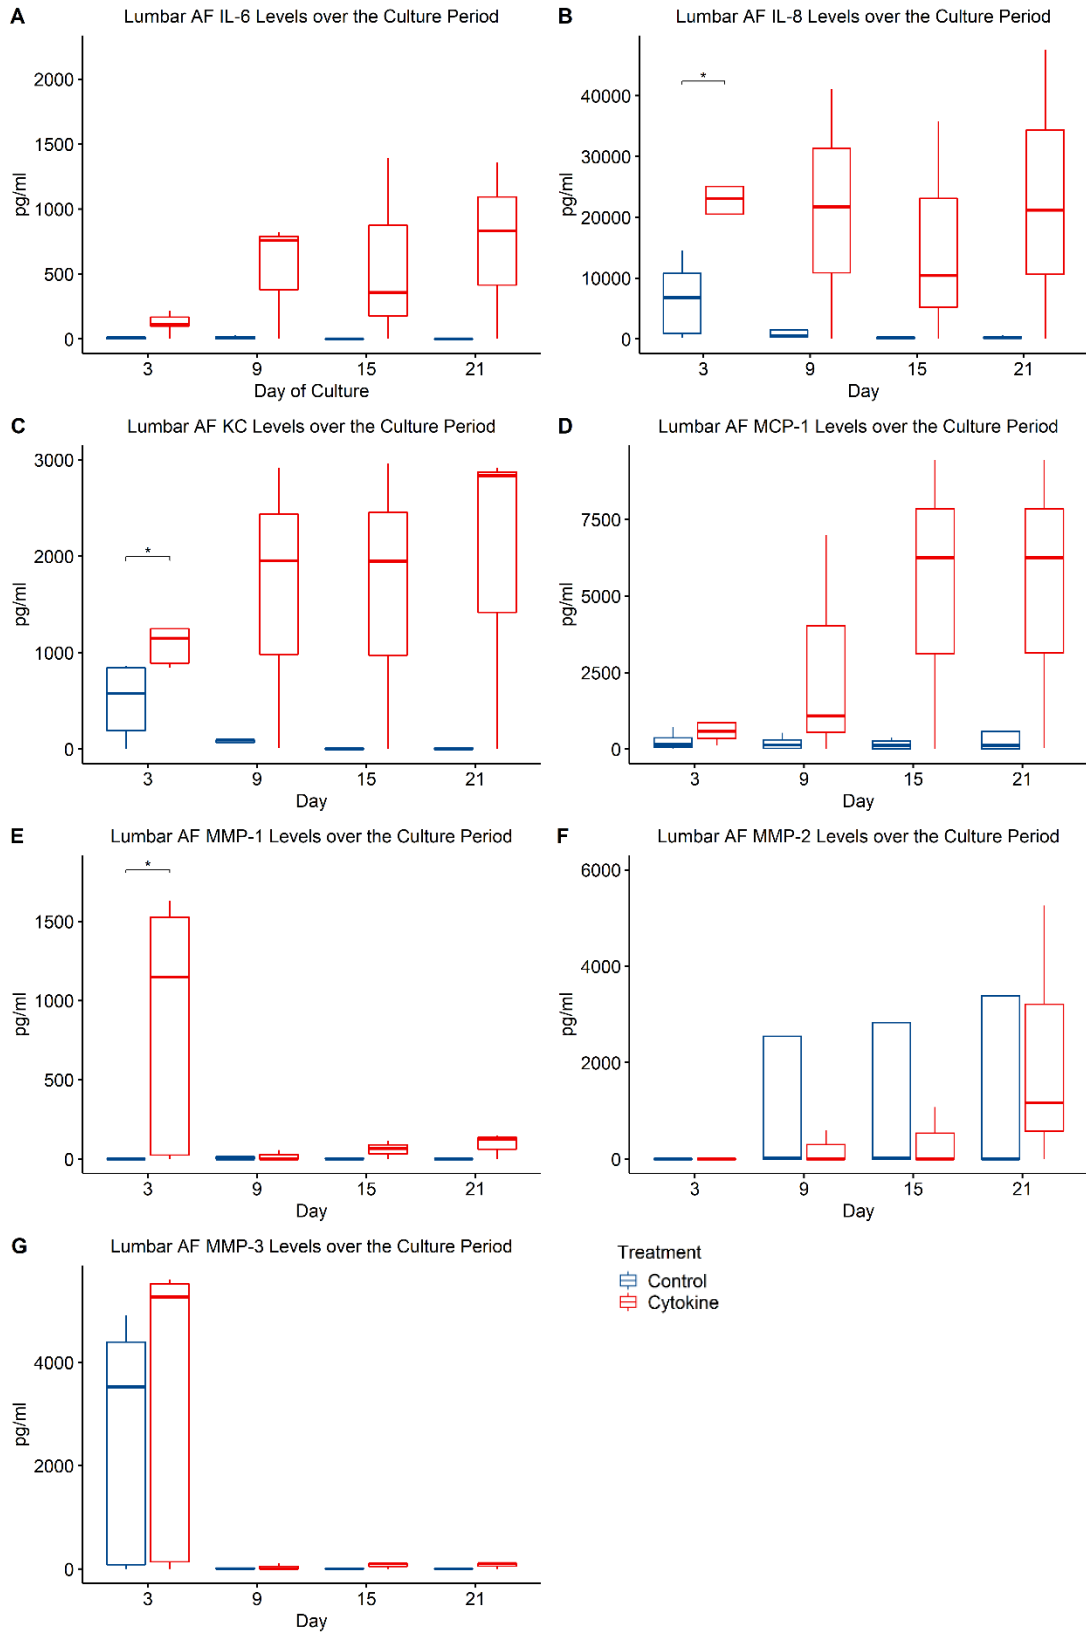 A Lumbar AF IL-6 Levels over the Culture Period
pg/ml
2000
1500
1000
500
0
3 9 15 21
Day of Culture
B Lumbar AF IL-8 Levels over the Culture Period
pg/ml
40000
30000
20000
10000
0
*
3 9 15 21
Day
C Lumbar AF KC Levels over the Culture Period
pg/ml
3000
2000
1000
0
*
3 9 15 21
Day
D Lumbar AF MCP-1 Levels over the Culture Period
pg/ml
7500
5000
2500
0
3 9 15 21
Day
E Lumbar AF MMP-1 Levels over the Culture Period
pg/ml
1500
1000
500
0
*
3 9 15 21
Day
F Lumbar AF MMP-2 Levels over the Culture Period
pg/ml
6000
4000
2000
0
3 9 15 21
Day
G Lumbar AF MMP-3 Levels over the Culture Period
pg/ml
4000
2000
0
3 9 15 21
Day
Treatment
Control
Cytokine